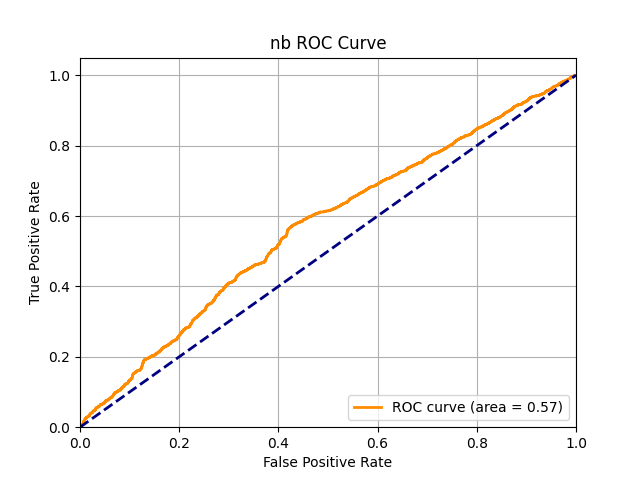 nb ROC Curve
True Positive Rate
1.0
0.8
0.6
0.4
0.2
0.0
0.0 0.2 0.4 0.6 0.8 1.0
False Positive Rate
ROC curve (area = 0.57)